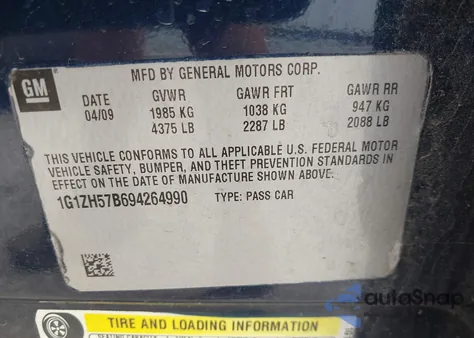 MFD BY GENERAL MOTORS CORP.
GM
DATE GVWR GAWR FRT GAWR RR
04/09 1985 KG 1038 KG 947 KG
4375 LB 2287 LB 2088 LB
THIS VEHICLE CONFORMS TO ALL APPLICABLE U.S. FEDERAL MOTOR
VEHICLE SAFETY, BUMPER, AND THEFT PREVENTION STANDARDS IN
EFFECT ON THE DATE OF MANUFACTURE SHOWN ABOVE.
1G1ZH57B694264990 TYPE: PASS CAR
autoSnap
TIRE AND LOADING INFORMATION